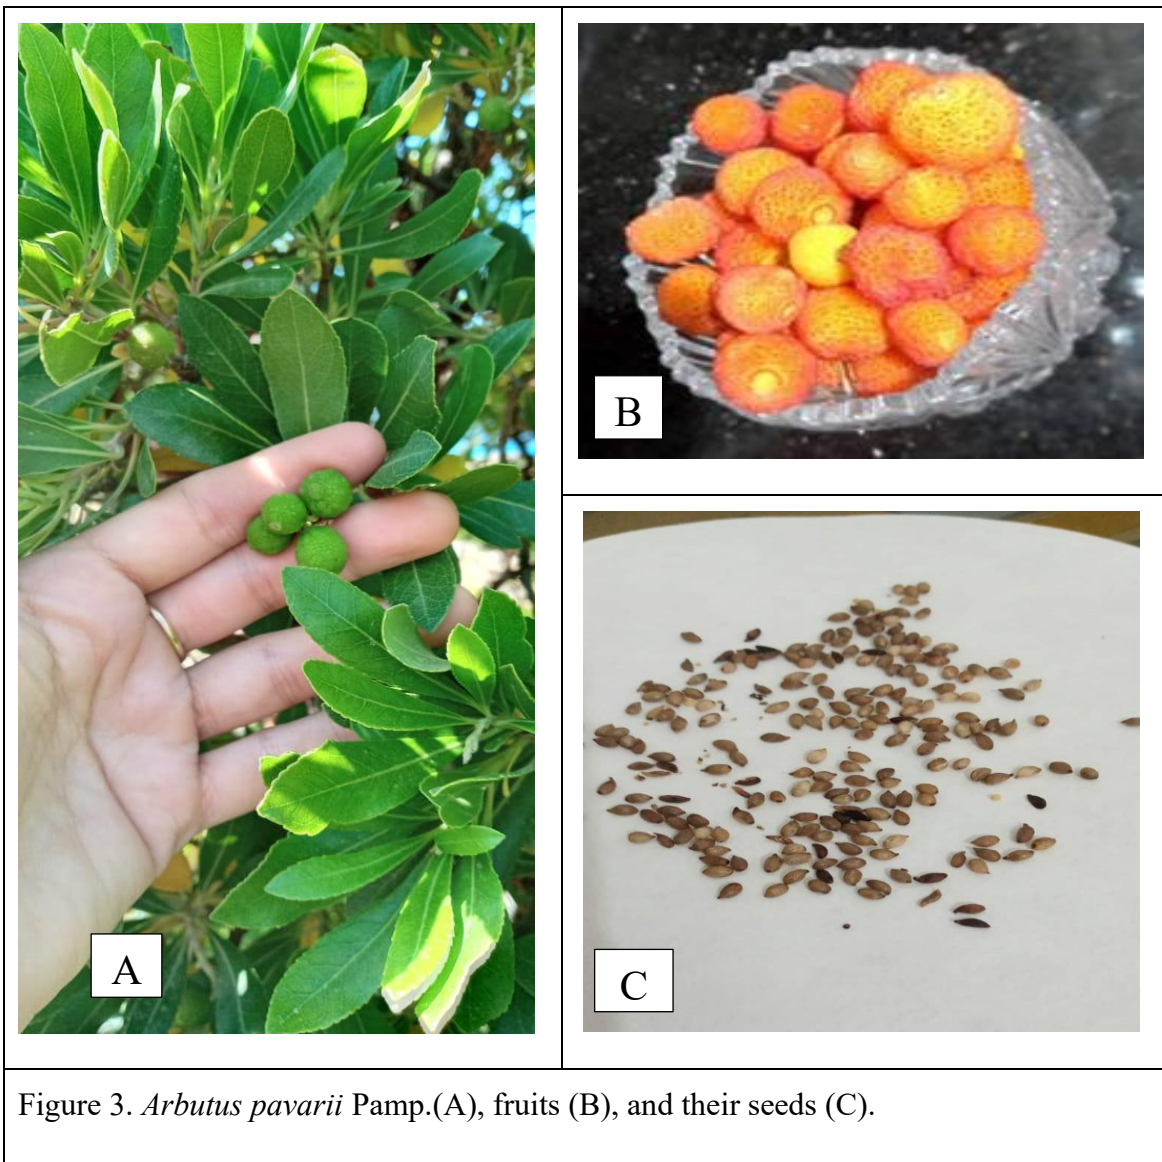 A
B
C
Figure 3. Arbutus pavarii Pamp.(A), fruits (B), and their seeds (C).